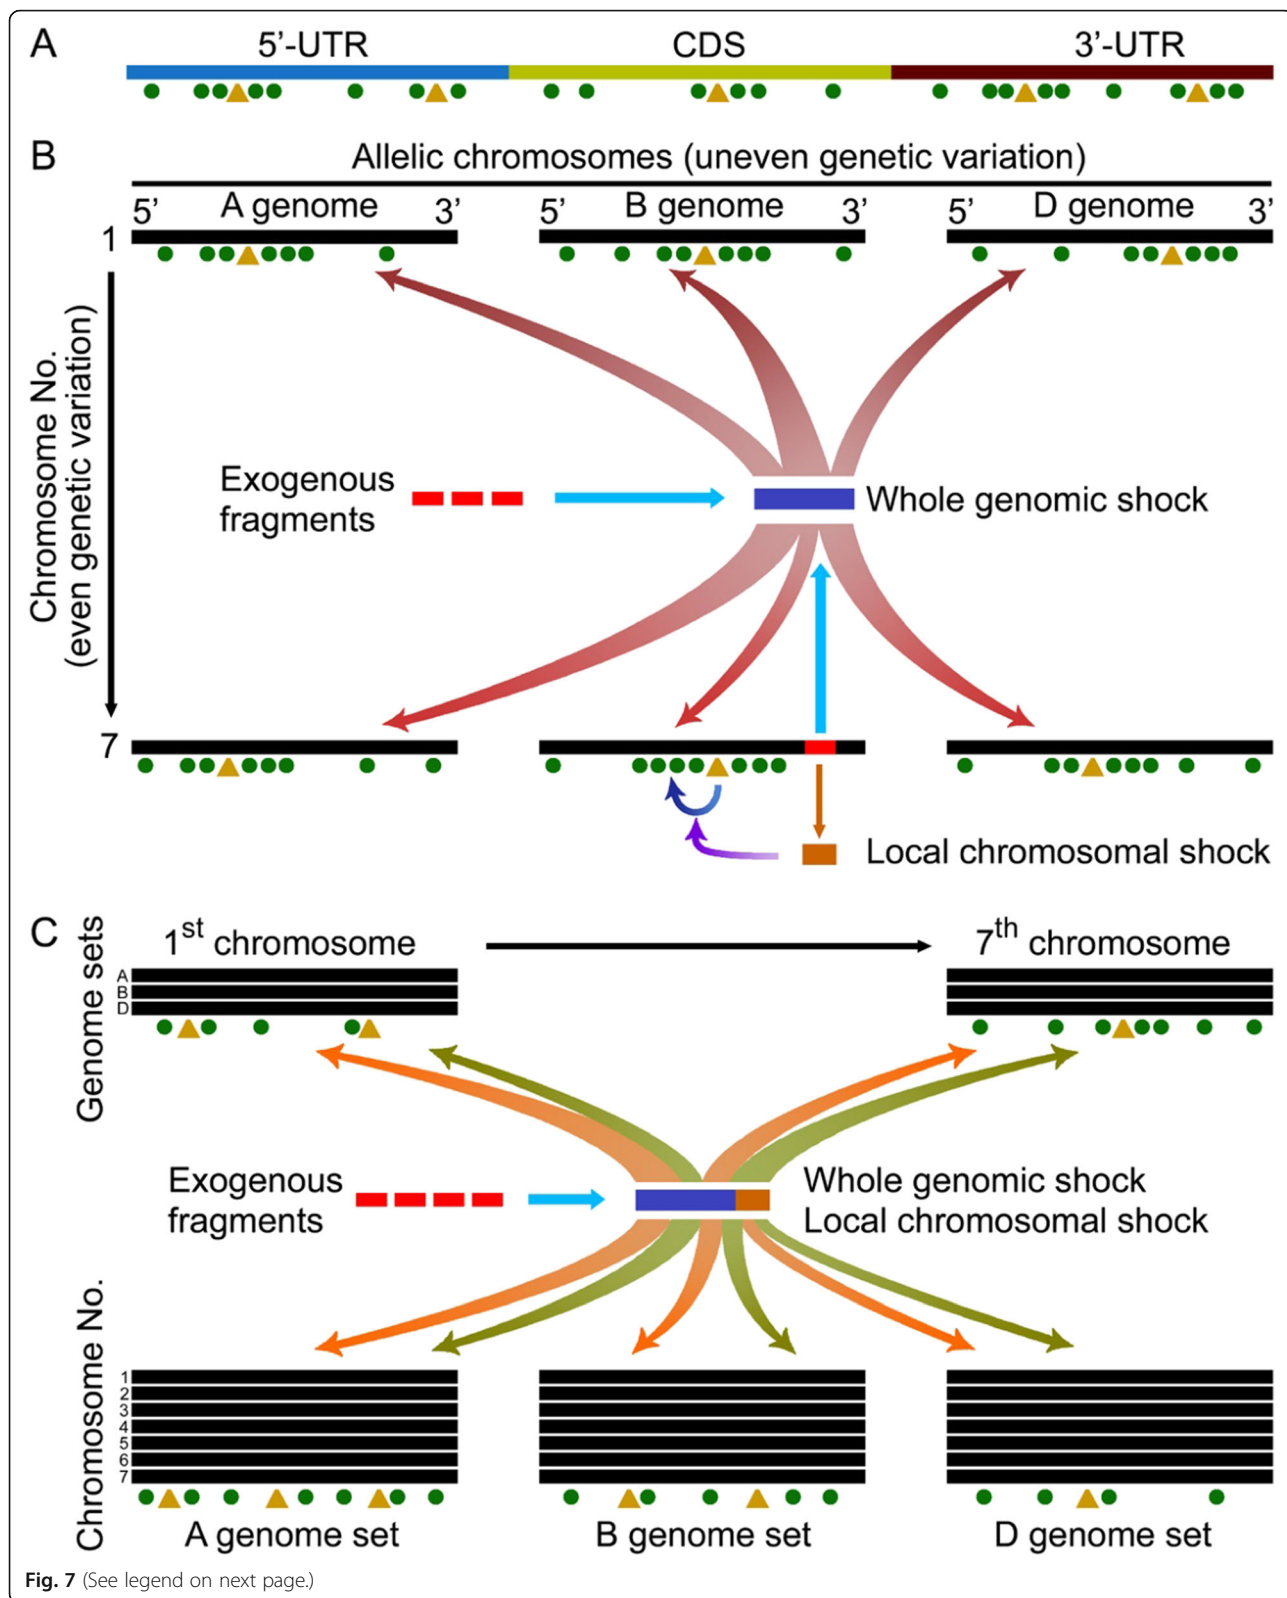 A
5’-UTR CDS 3’-UTR
B
Allelic chromosomes (uneven genetic variation)
5’ A genome 3’ 5’ B genome 3’ 5’ D genome 3’
1
Chromosome No.
(even genetic variation)
Exogenous
fragments
Whole genomic shock
7
Local chromosomal shock
C
Genome sets
1st chromosome 7th chromosome
A
B
D
Exogenous
fragments
Whole genomic shock
Local chromosomal shock
Chromosome No.
1
2
3
4
5
6
7
A genome set B genome set D genome set
Fig. 7 (See legend on next page.)